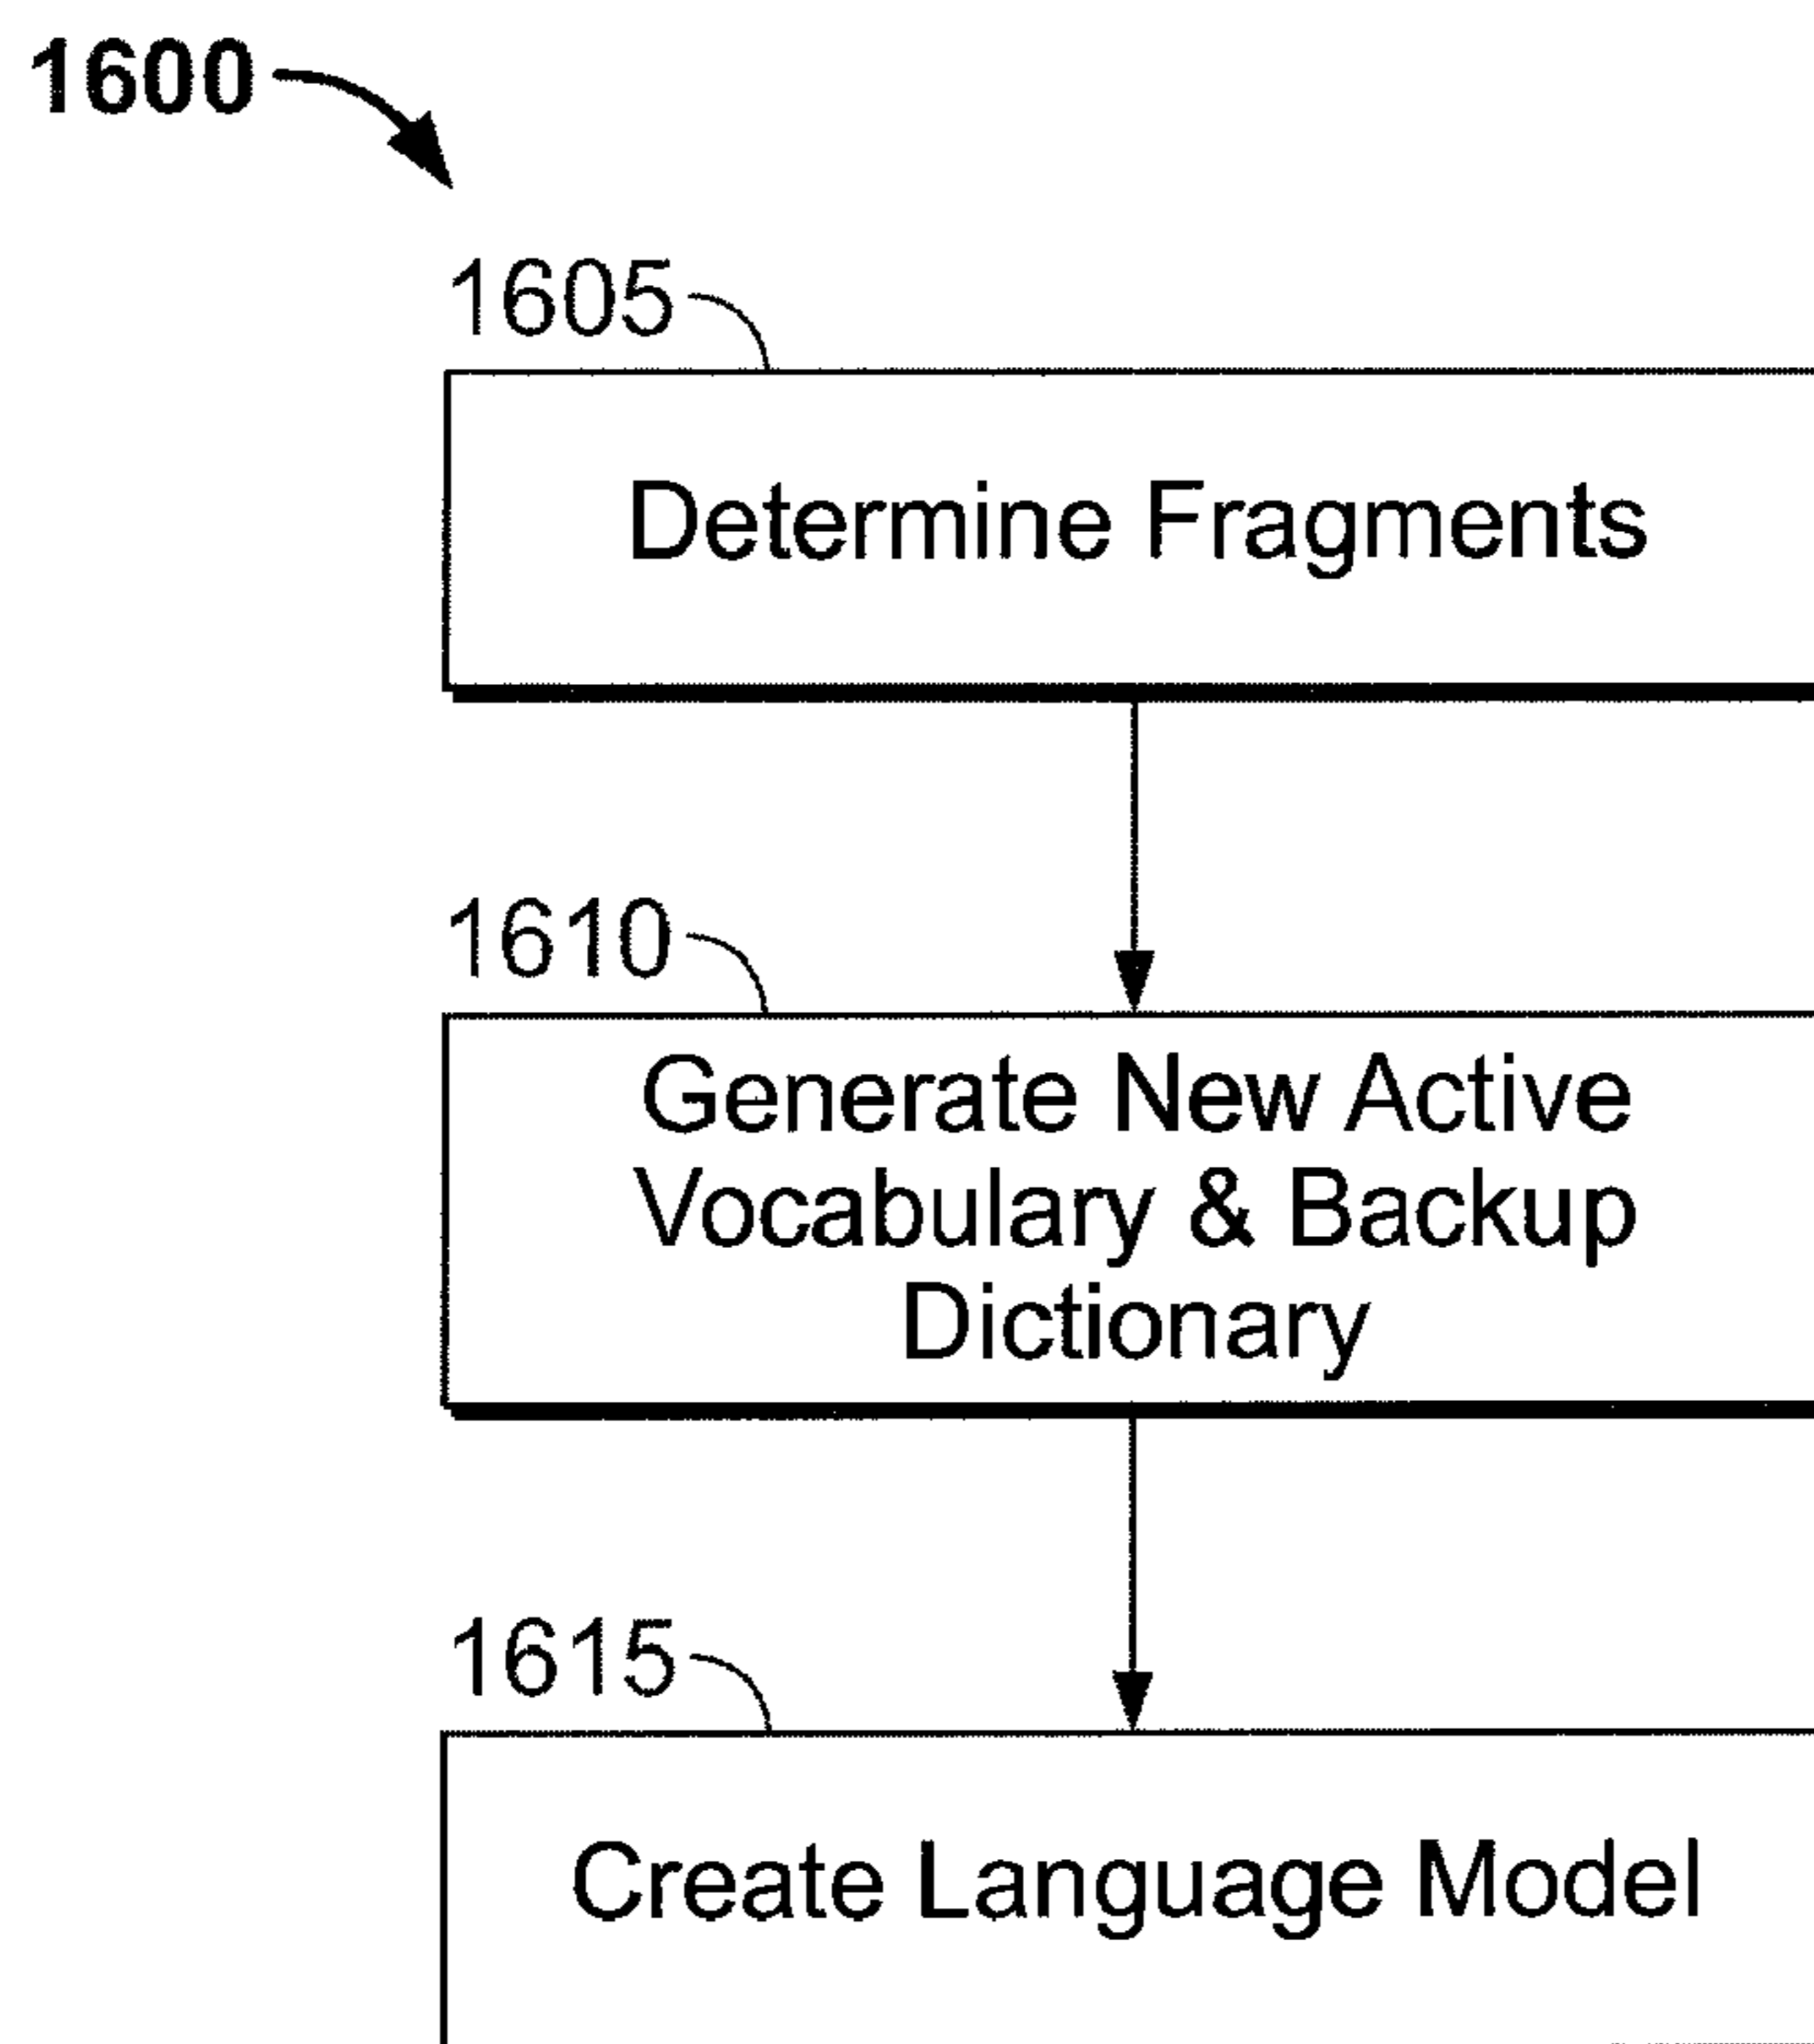 1600
1605
Determine Fragments
1610
Generate New Active
Vocabulary & Backup
Dictionary
1615
Create Language Model